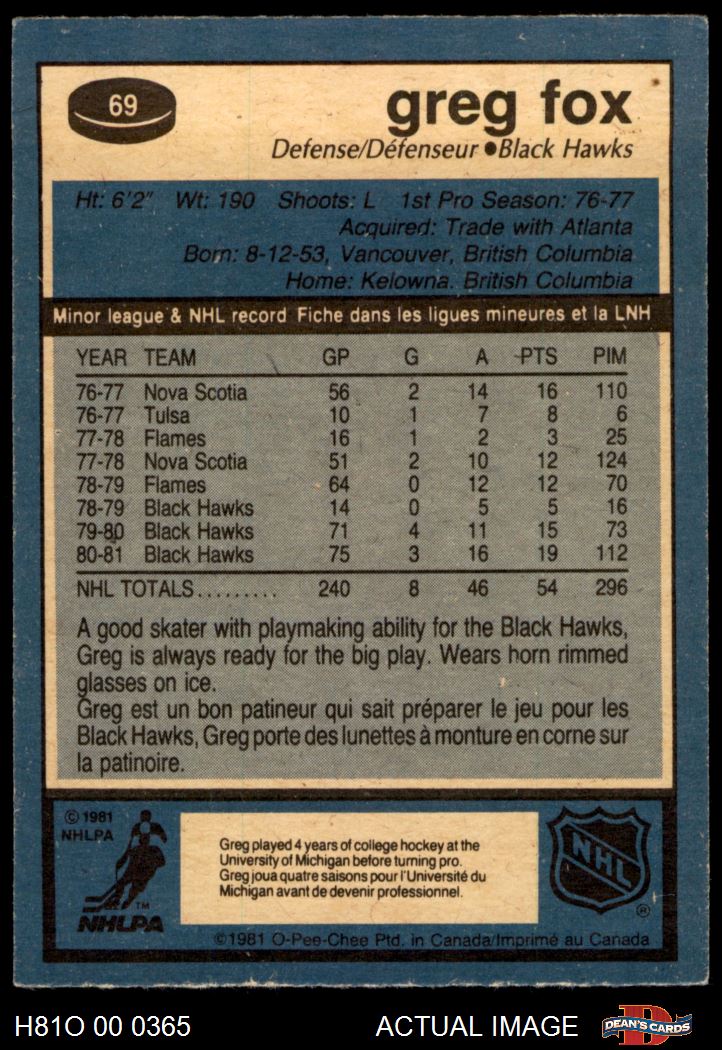 69
greg fox
Defense/Défenseur ●Black Hawks
Ht: 6'2" Wt: 190 Shoots: L 1st Pro Season: 76-77
Acquired: Trade with Atlanta
Born: 8-12-53, Vancouver, British Columbia
Home: Kelowna. British Columbia
Minor league & NHL record Fiche dans les ligues mineures et la LNH
YEAR TEAM GP G A PTS PIM
76-77 Nova Scotia 56 2 14 16 110
76-77 Tulsa 10 1 7 8 6
77-78 Flames 16 1 2 3 25
77-78 Nova Scotia 51 2 10 12 124
78-79 Flames 64 0 12 12 70
78-79 Black Hawks 14 0 5 5 16
79-80 Black Hawks 71 4 11 15 73
80-81 Black Hawks 75 3 16 19 112
NHL TOTALS......... 240 8 46 54 296
A good skater with playmaking ability for the Black Hawks,
Greg is always ready for the big play. Wears horn rimmed
glasses on ice.
Greg est un bon patineur qui sait préparer le jeu pour les
Black Hawks, Greg porte des lunettes à monture en corne sur
la patinoire.
© 1981
NHLPA
TM
NHLPA
Greg played 4 years of college hockey at the
University of Michigan before turning pro.
Greg joua quatre saisons pour l'Université du
Michigan avant de devenir professionnel.
NHL
®
©1981 O-Pee-Chee Ptd. in Canada/Imprimé au Canada
H81O 00 0365 ACTUAL IMAGE
D
DEAN'S CARDS